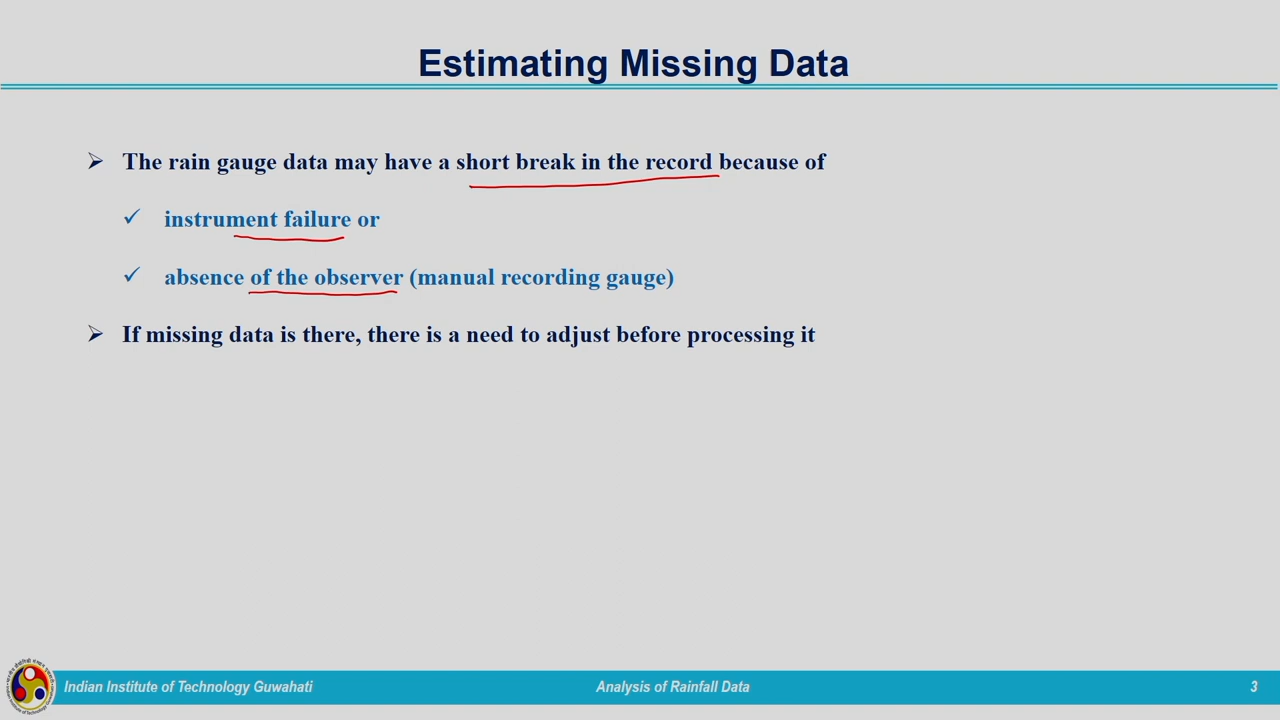 Estimating Missing Data
The rain gauge data may have a short break in the record because of
instrument failure or
absence of the observer (manual recording gauge)
If missing data is there, there is a need to adjust before processing it
Indian Institute of Technology Guwahati
Analysis of Rainfall Data
3